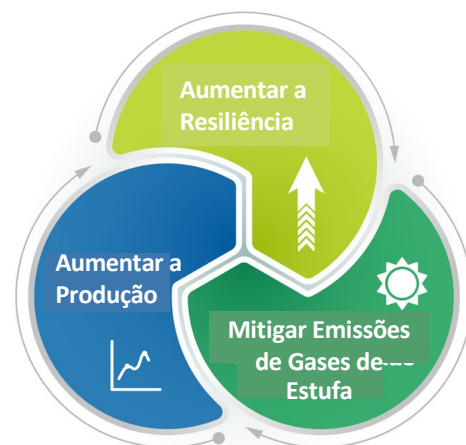 Aumentar a
Resiliência
Aumentar a
Produção
Mitigar Emissões
de Gases de
Estufa